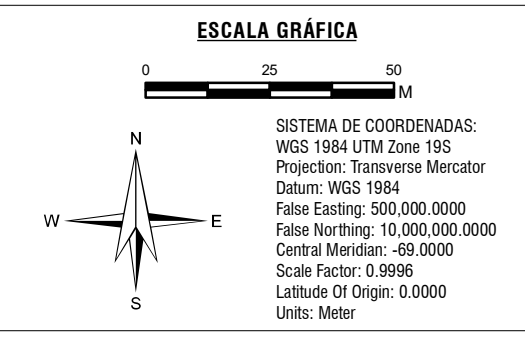 ESCALA GRÁFICA
0 25 50
M
N
W E
S
SISTEMA DE COORDENADAS:
WGS 1984 UTM Zone 19S
Projection: Transverse Mercator
Datum: WGS 1984
False Easting: 500,000.0000
False Northing: 10,000,000.0000
Central Meridian: -69.0000
Scale Factor: 0.9996
Latitude Of Origin: 0.0000
Units: Meter